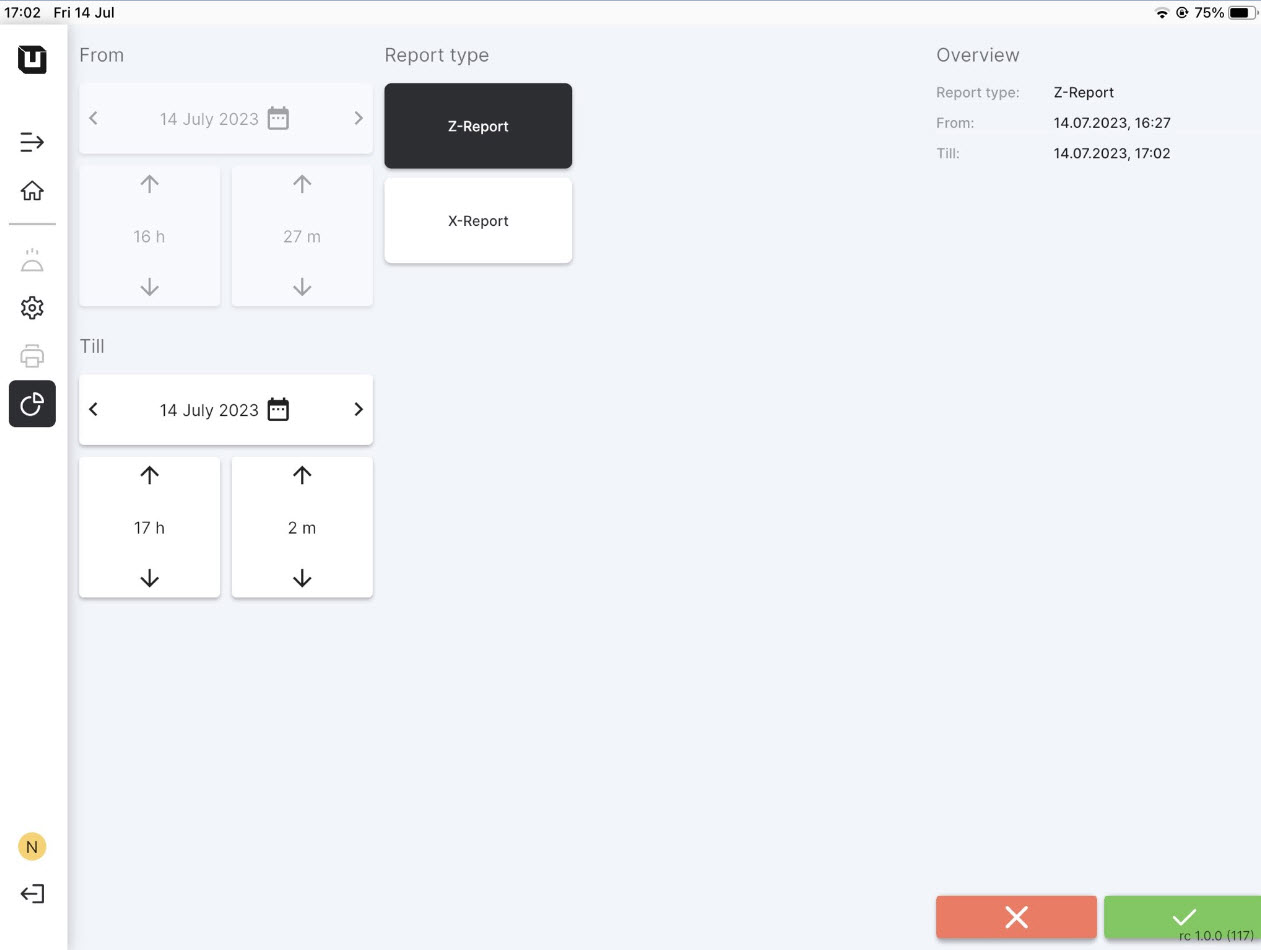 17:02 Fri 14 Jul
75%
From
14 July 2023
16 h
27 m
Till
14 July 2023
17 h
2 m
Report type
Z-Report
X-Report
Overview
Report type: Z-Report
From: 14.07.2023, 16:27
Till: 14.07.2023, 17:02
N
rc 1.0.0 (117)